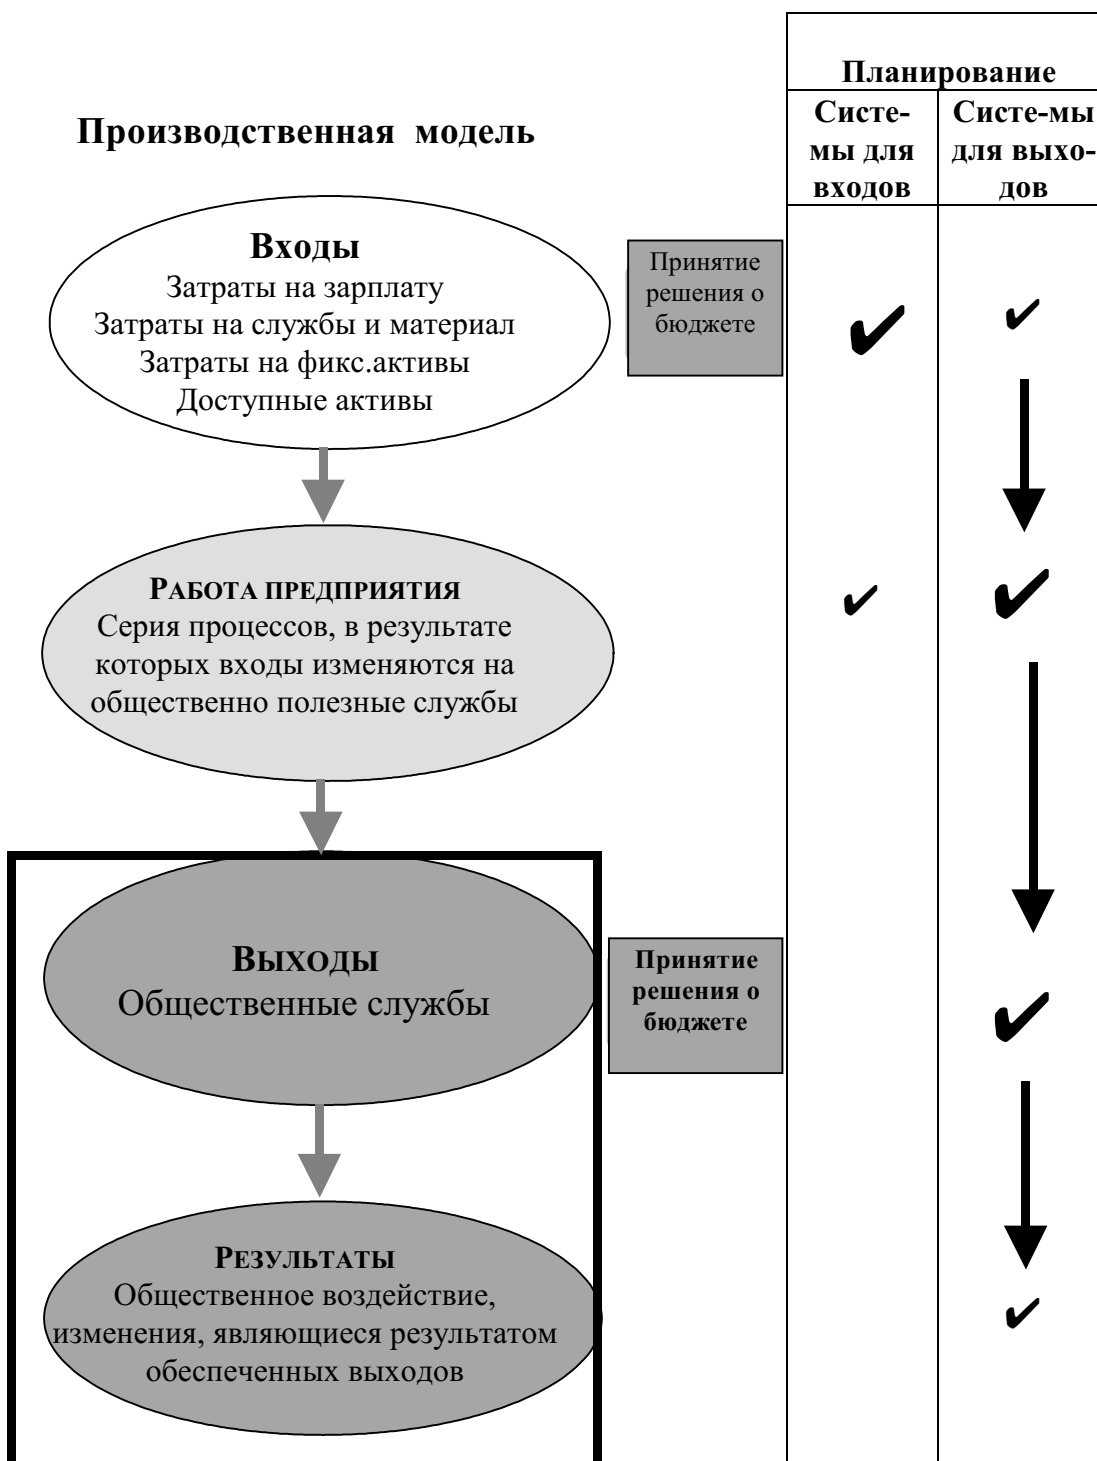 Планирование
Производственная модель
Систе-
мы для
входов
Систе-мы
для выхо-
дов
Входы
Затраты на зарплату
Затраты на службы и материал
Затраты на фикс.активы
Доступные активы
Принятие
решения о
бюджете
✔ ✔
РАБОТА ПРЕДПРИЯТИЯ
Серия процессов, в результате
которых входы изменяются на
общественно полезные службы
✔ ✔
ВЫХОДЫ
Общественные службы
Принятие
решения о
бюджете
✔
РЕЗУЛЬТАТЫ
Общественное воздействие,
изменения, являющиеся результатом
обеспеченных выходов
✔